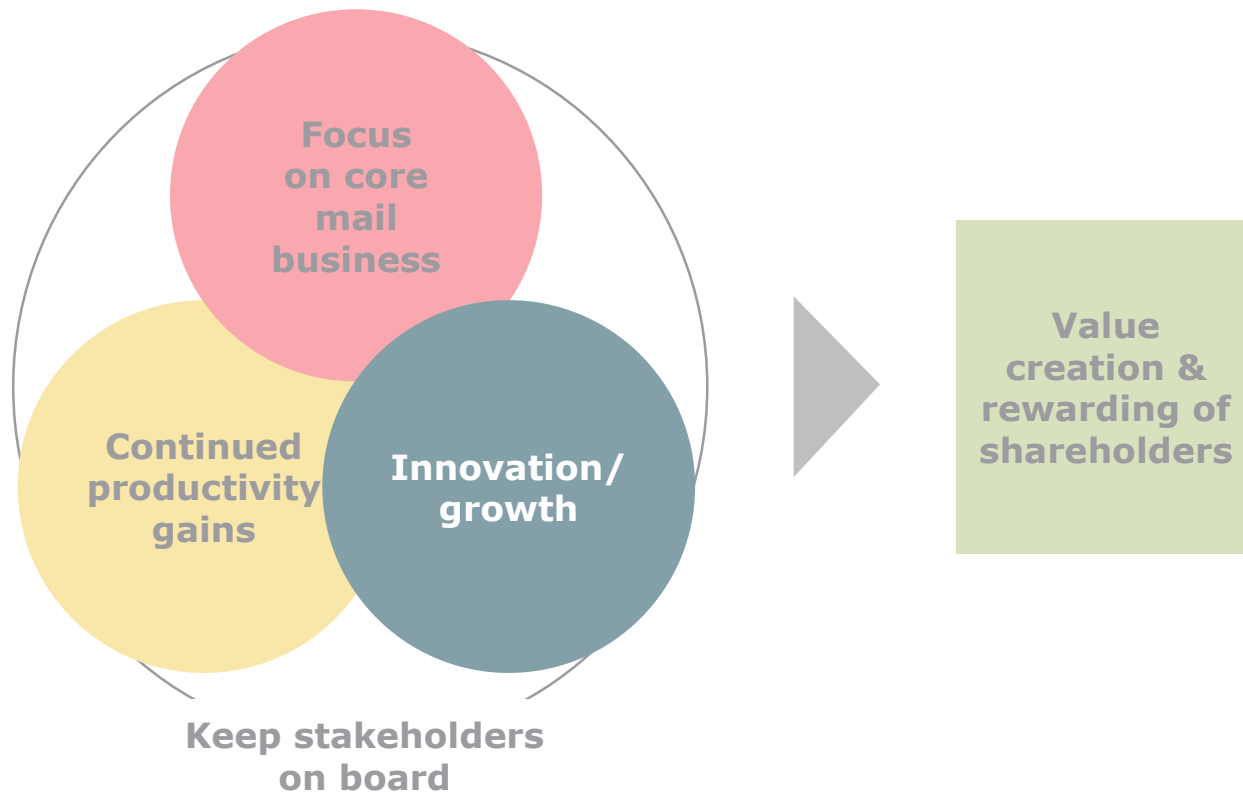 Focus
on core
mail
business
Continued
productivity
gains
Innovation/
growth
Keep stakeholders
on board
Value
creation &
rewarding of
shareholders